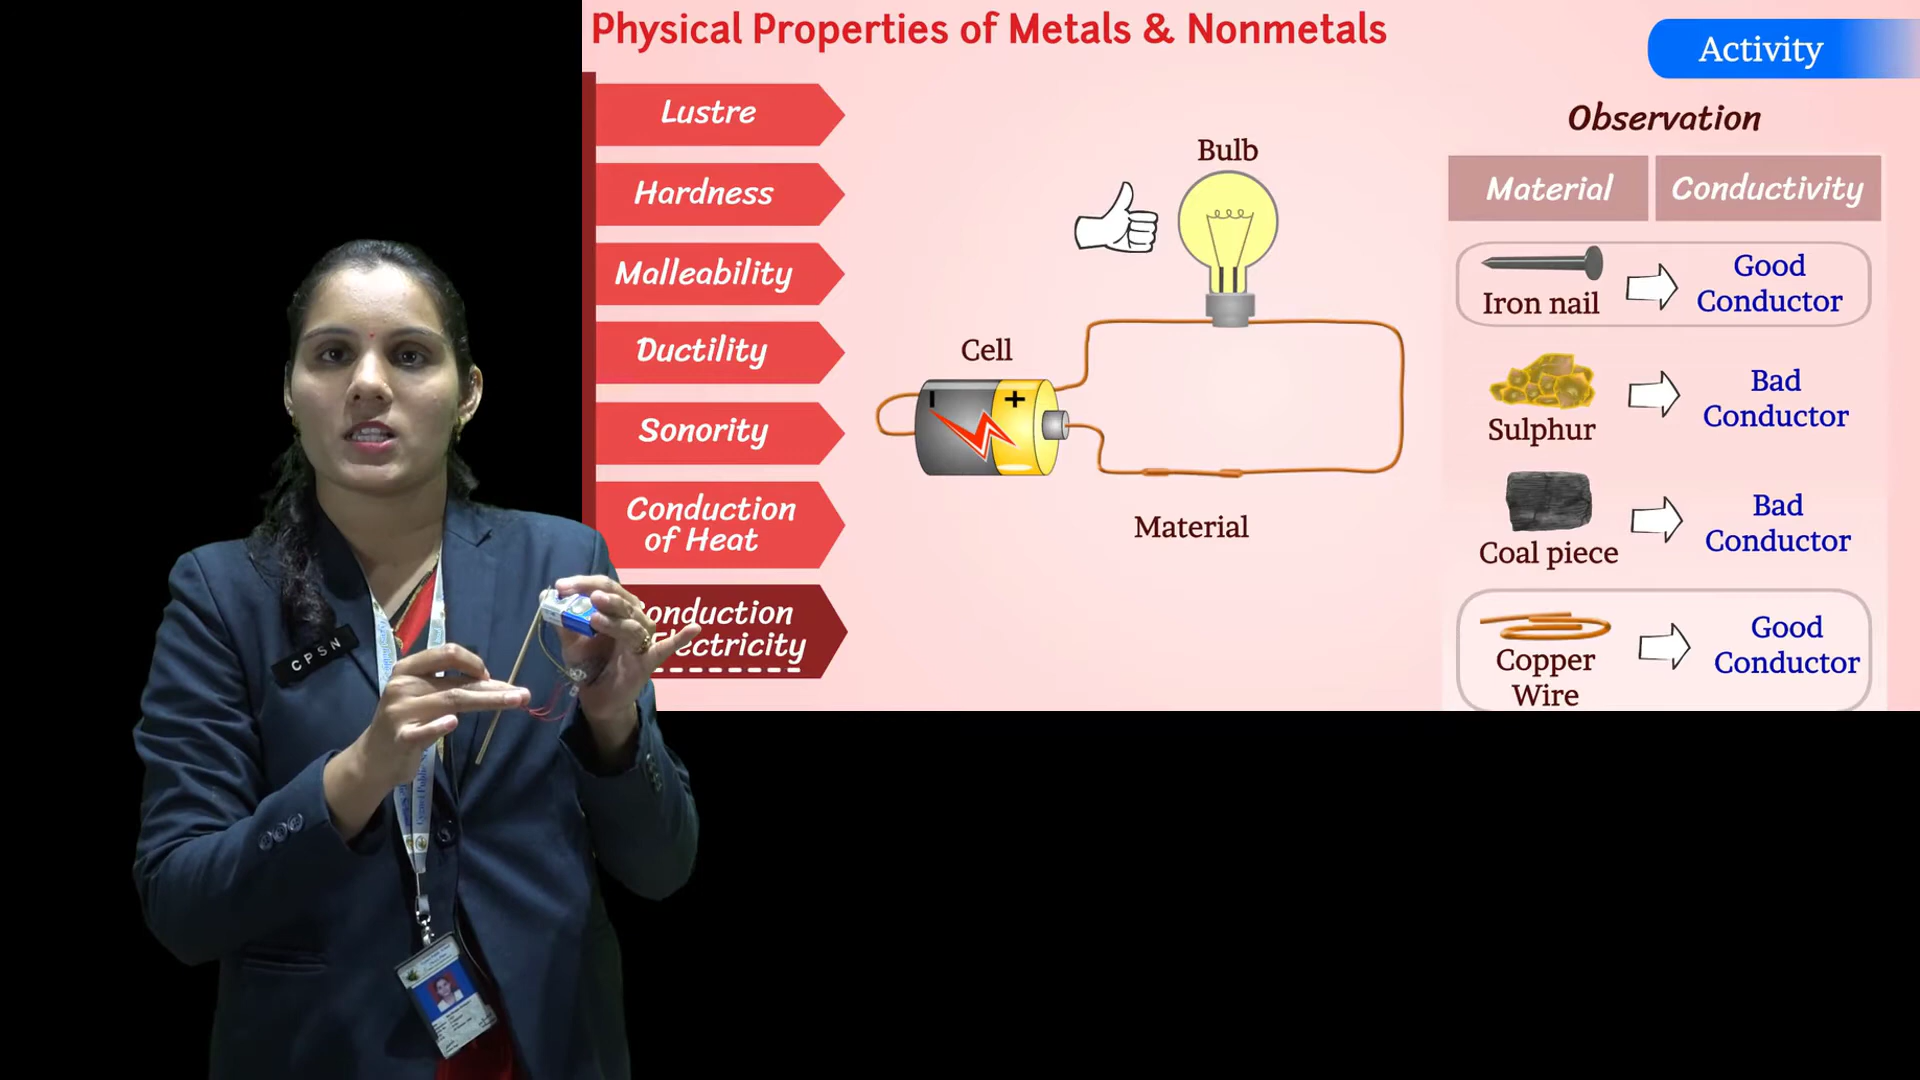 Physical Properties of Metals & Nonmetals
Activity
Lustre
Hardness
Malleability
Ductility
Sonority
Conduction
of Heat
onduction
Electricity
Bulb
Cell
-
+
Material
Observation
Material Conductivity
Iron nail
Good
Conductor
Sulphur
Bad
Conductor
Coal piece
Bad
Conductor
Copper
Wire
Good
Conductor
CPSN